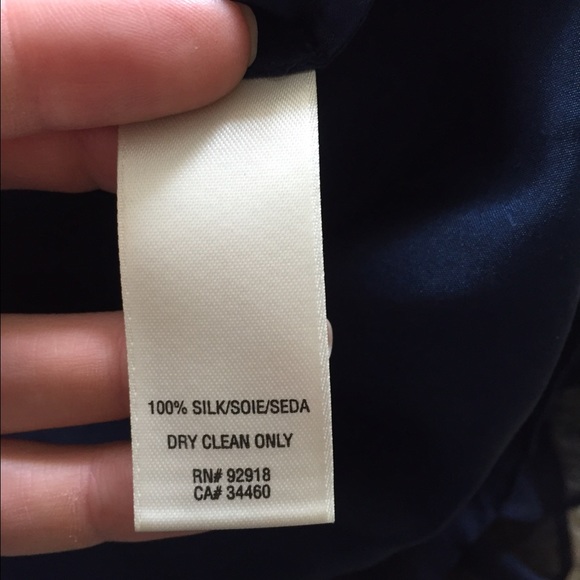 100% SILK/SOIE/SEDA
DRY CLEAN ONLY
RN# 92918
CA# 34460